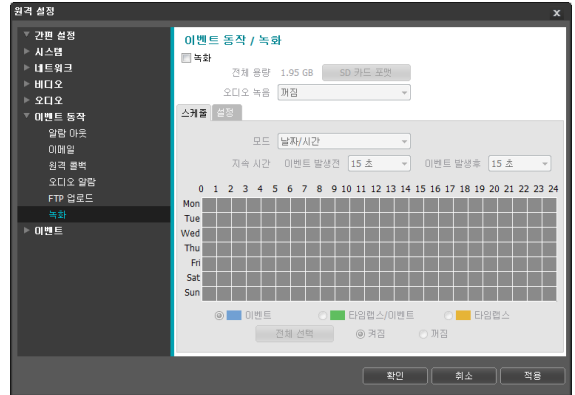 원격 설정 x
간편 설정
시스템
네트워크
비디오
오디오
이벤트 동작
알람 아웃
이메일
원격 콜백
오디오 알람
FTP 업로드
녹화
이벤트
이벤트 동작 / 녹화
녹화
전체 용량 1.95 GB SD 카드 포맷
오디오 녹음 꺼짐
스케줄 설정
모드 날짜/시간
지속 시간 이벤트 발생전 15 초 이벤트 발생후 15 초
0 1 2 3 4 5 6 7 8 9 10 11 12 13 14 15 16 17 18 19 20 21 22 23 24
Mon
Tue
Wed
Thu
Fri
Sat
Sun
이벤트 타임랩스/이벤트 타임랩스
전체 선택 켜짐 꺼짐
확인 취소 적용